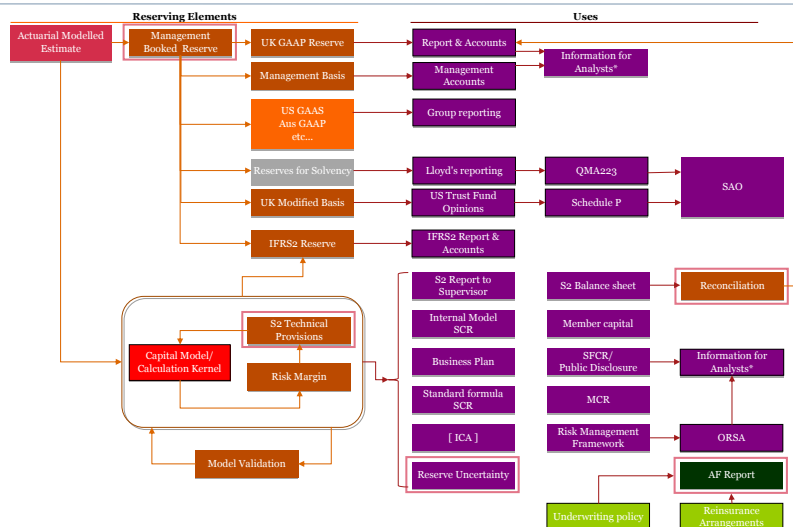 Reserving Elements
Uses
Actuarial Modelled
Estimate
Management
Booked Reserve
UK GAAP Reserve
Report & Accounts
Information for
Analysts*
Management Basis
Management
Accounts
US GAAS
Aus GAAP
etc...
Group reporting
Reserves for Solvency
Lloyd's reporting
QMA223
SAO
UK Modified Basis
US Trust Fund
Opinions
Schedule P
IFRS2 Reserve
IFRS2 Report &
Accounts
S2 Report to
Supervisor
S2 Balance sheet
Reconciliation
S2 Technical
Provisions
Internal Model
SCR
Member capital
Capital Model/
Calculation Kernel
Business Plan
SFCR/
Public Disclosure
Information for
Analysts*
Risk Margin
Standard formula
SCR
MCR
[ ICA ]
Risk Management
Framework
ORSA
Model Validation
Reserve Uncertainty
AF Report
Underwriting policy
Reinsurance
Arrangements